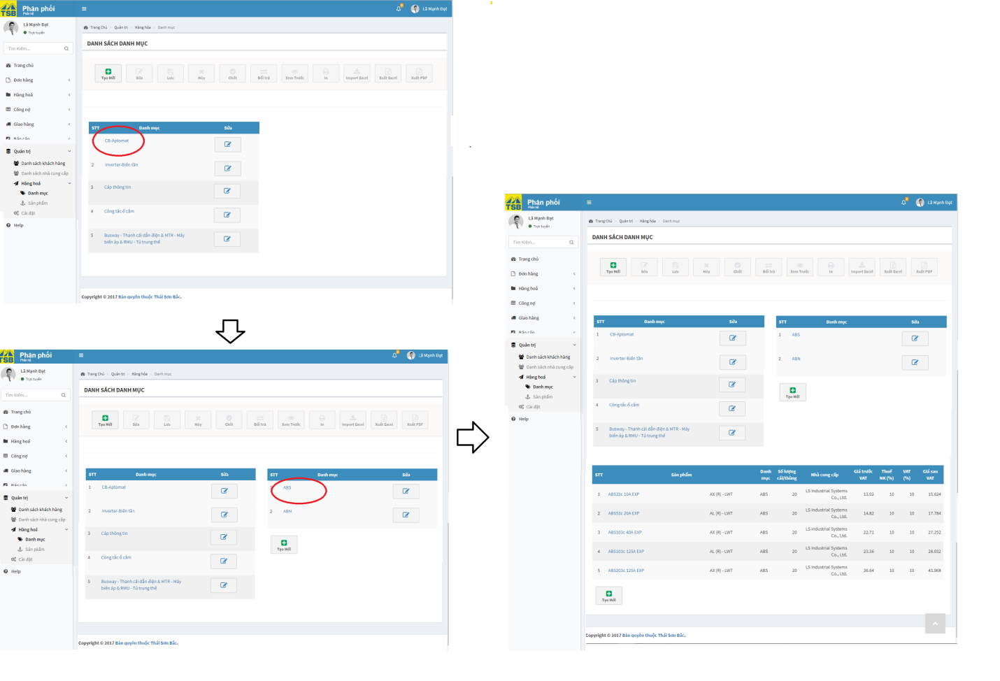 TSB
Phân phối
Phân hệ
Lã Mạnh Đạt
Lã Mạnh Đạt
Trực tuyến
Tìm Kiếm...
Trang chủ
Đơn hàng
Hàng hoá
Công nợ
Giao hàng
Báo cáo
Quản trị
Danh sách khách hàng
Danh sách nhà cung cấp
Hàng hoá
Danh mục
Sản phẩm
Cài đặt
Help
Trang Chủ > Quản trị > Hàng hóa > Danh mục
DANH SÁCH DANH MỤC
Tạo Mới Sửa Lưu Hủy Chốt Đổi trả Xem Trước In Import Excel Xuất Excel Xuất PDF
STT Danh mục Sửa
CB-Aptomat
2 Inverter-Biến tần
3 Cáp thông tin
4 Công tắc ổ cắm
5 Busway - Thanh cái dẫn điện & MTR - Máy
biến áp & RMU - Tủ trung thế
Copyright © 2017 Bản quyền thuộc Thái Sơn Bắc.
TSB
Phân phối
Phân hệ
Lã Mạnh Đạt
Lã Mạnh Đạt
Trực tuyến
Tìm Kiếm...
Trang chủ
Đơn hàng
Hàng hoá
Công nợ
Giao hàng
Báo cáo
Quản trị
Danh sách khách hàng
Danh sách nhà cung cấp
Hàng hoá
Danh mục
Sản phẩm
Cài đặt
Help
Trang Chủ > Quản trị > Hàng hóa > Danh mục
DANH SÁCH DANH MỤC
Tạo Mới Sửa Lưu Hủy Chốt Đổi trả Xem Trước In Import Excel Xuất Excel Xuất PDF
STT Danh mục Sửa
1 CB-Aptomat
2 Inverter-Biến tần
3 Cáp thông tin
4 Công tắc ổ cắm
5 Busway - Thanh cái dẫn điện & MTR - Máy
biến áp & RMU - Tủ trung thế
STT Danh mục Sửa
1 ABS
2 ABN
Tạo Mới
Copyright © 2017 Bản quyền thuộc Thái Sơn Bắc.
TSB
Phân phối
Phân hệ
Lã Mạnh Đạt
Lã Mạnh Đạt
Trực tuyến
Tìm Kiếm...
Trang chủ
Đơn hàng
Hàng hoá
Công nợ
Giao hàng
Báo cáo
Quản trị
Danh sách khách hàng
Danh sách nhà cung cấp
Hàng hoá
Danh mục
Sản phẩm
Cài đặt
Help
Trang Chủ > Quản trị > Hàng hóa > Danh mục
DANH SÁCH DANH MỤC
Tạo Mới Sửa Lưu Hủy Chốt Đổi trả Xem Trước In Import Excel Xuất Excel Xuất PDF
STT Danh mục Sửa
1 CB-Aptomat
2 Inverter-Biến tần
3 Cáp thông tin
4 Công tắc ổ cắm
5 Busway - Thanh cái dẫn điện & MTR - Máy
biến áp & RMU - Tủ trung thế
STT Danh mục Sửa
1 ABS
2 ABN
Tạo Mới
STT Sản phẩm Danh mục Số lượng cái/thùng Nhà cung cấp Giá trước VAT Thuế NK (%) VAT (%) Giá sau VAT
1 ABS33c 10A EXP AX (R) - LWT ABS 20 LS Industrial Systems Co., Ltd. 13.02 10 10 15.624
2 ABS53c 20A EXP AL (R) - LWT ABS 20 LS Industrial Systems Co., Ltd. 14.82 10 10 17.784
3 ABS103c 40A EXP AX (R) - LWT ABS 20 LS Industrial Systems Co., Ltd. 22.71 10 10 27.252
4 ABS103c 125A EXP AL (R) - LWT ABS 20 LS Industrial Systems Co., Ltd. 23.36 10 10 28.032
5 ABS203c 125A EXP AX (R) - LWT ABS 20 LS Industrial Systems Co., Ltd. 36.64 10 10 43.968
Tạo Mới
Copyright © 2017 Bản quyền thuộc Thái Sơn Bắc.